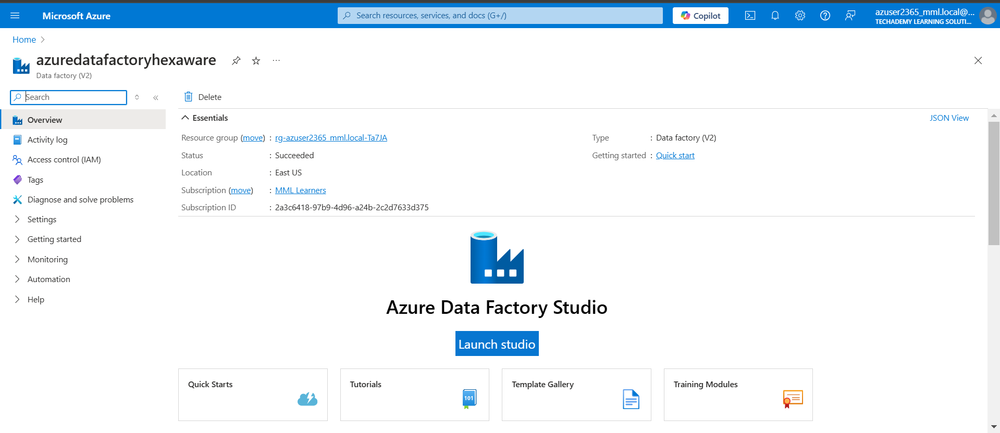 Microsoft Azure
Search resources, services, and docs (G+/)
Copilot
azuser2365_mml.local@...
TECHADEMY LEARNING SOLUTI...
Home
azuredatafactoryhexaware
...
Data factory (V2)
Search
«
Delete
Overview
Activity log
Access control (IAM)
Tags
Diagnose and solve problems
Settings
Getting started
Monitoring
Automation
Help
Essentials
JSON View
Resource group (move) : rg-azuser2365_mml.local-Ta7JA
Status : Succeeded
Location : East US
Subscription (move) : MML Learners
Subscription ID : 2a3c6418-97b9-4d96-a24b-2c2d7633d375
Type : Data factory (V2)
Getting started : Quick start
Azure Data Factory Studio
Launch studio
Quick Starts
Tutorials
101
Template Gallery
Training Modules